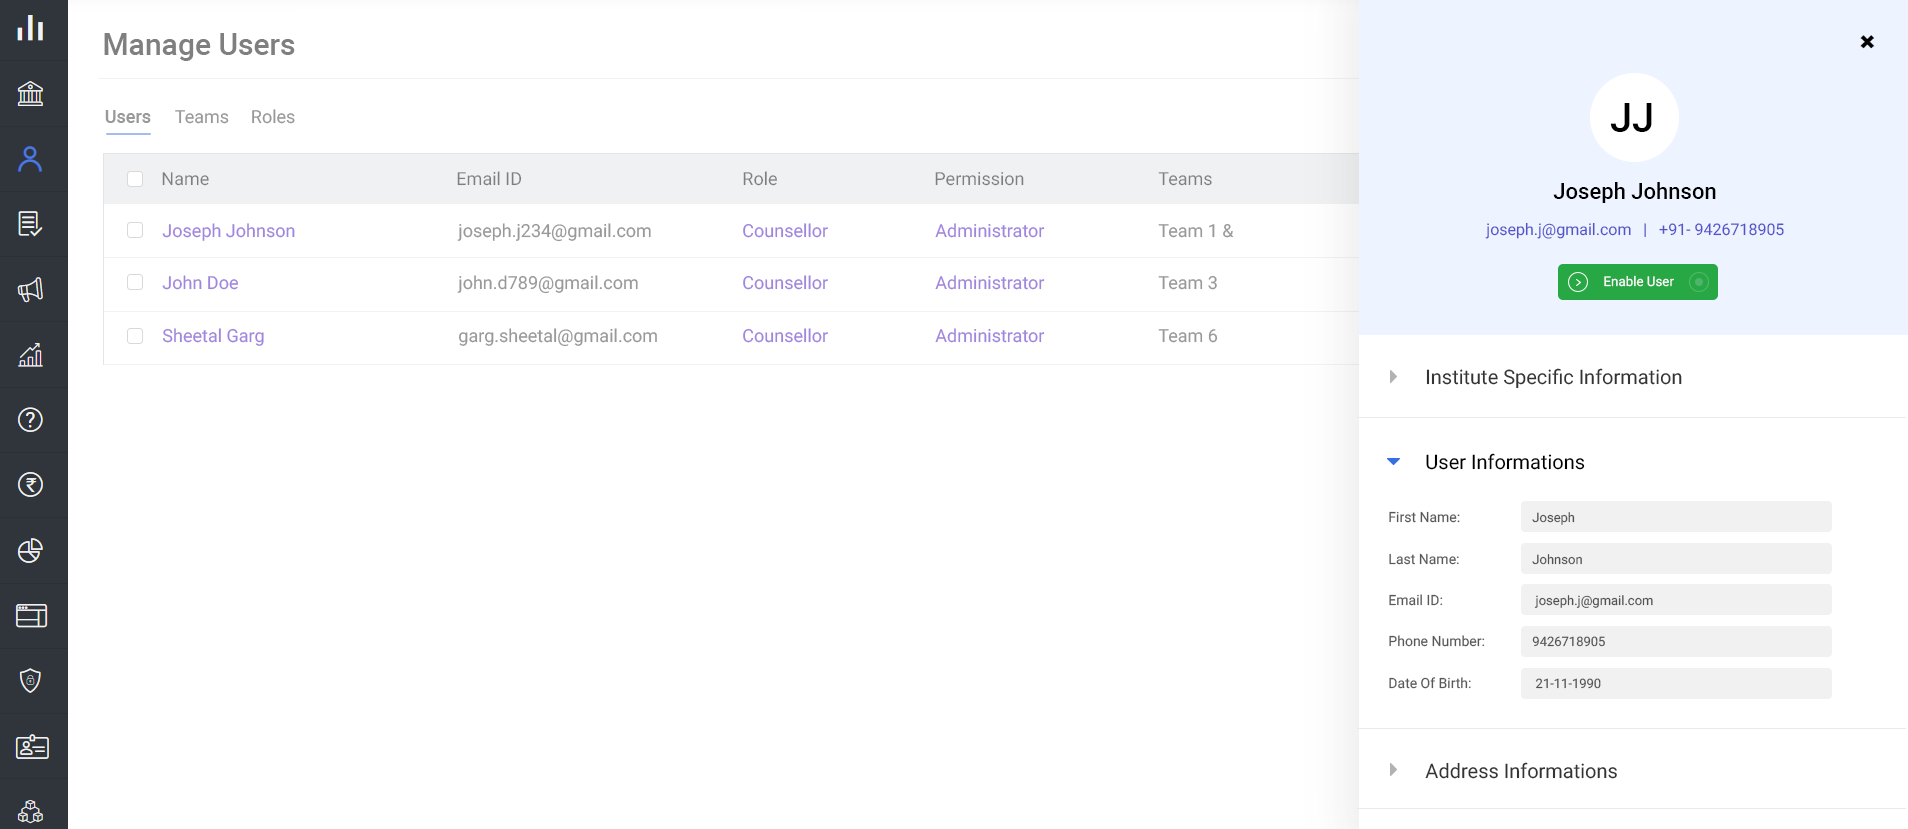 Manage Users
Users Teams Roles
Name Email ID Role Permission Teams
Joseph Johnson joseph.j234@gmail.com Counsellor Administrator Team 1 &
John Doe john.d789@gmail.com Counsellor Administrator Team 3
Sheetal Garg garg.sheetal@gmail.com Counsellor Administrator Team 6
JJ
Joseph Johnson
joseph.j@gmail.com | +91- 9426718905
Enable User
Institute Specific Information
User Informations
First Name: Joseph
Last Name: Johnson
Email ID: joseph.j@gmail.com
Phone Number: 9426718905
Date Of Birth: 21-11-1990
Address Informations